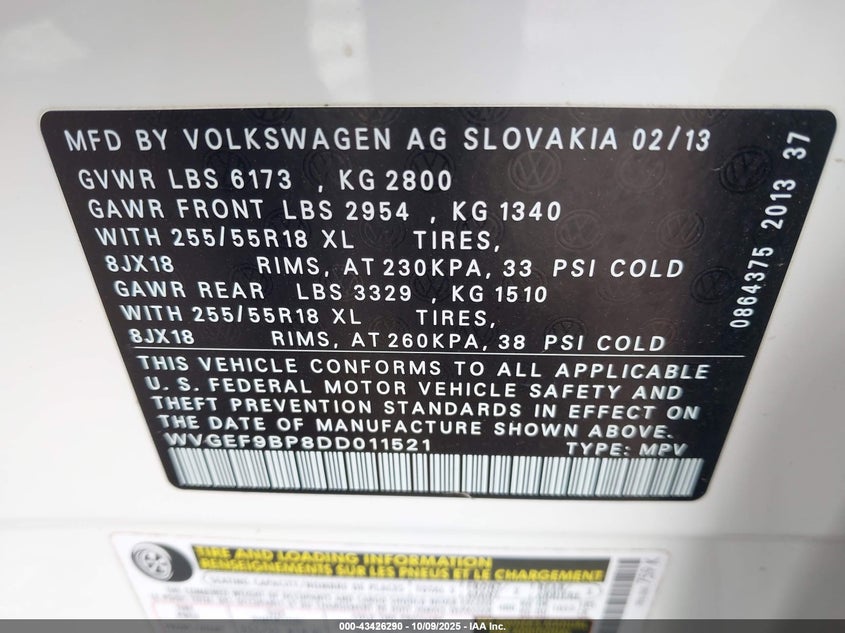 MFD BY VOLKSWAGEN AG SLOVAKIA 02/13
GVWR LBS 6173 , KG 2800
GAWR FRONT LBS 2954 , KG 1340
WITH 255/55R18 XL TIRES,
8JX18 RIMS, AT 230KPA, 33 PSI COLD
GAWR REAR LBS 3329 , KG 1510
WITH 255/55R18 XL TIRES,
8JX18 RIMS, AT 260KPA, 38 PSI COLD
THIS VEHICLE CONFORMS TO ALL APPLICABLE
U. S. FEDERAL MOTOR VEHICLE SAFETY AND
THEFT PREVENTION STANDARDS IN EFFECT ON
THE DATE OF MANUFACTURE SHOWN ABOVE.
WVGEF9BP8DD011521 TYPE: MPV
0864375 2013 37
TIRE AND LOADING INFORMATION
RENSEIGNEMENTS SUR LES PNEUS ET LE CHARGEMENT
000-43426290 - 10/09/2025 - IAA Inc.